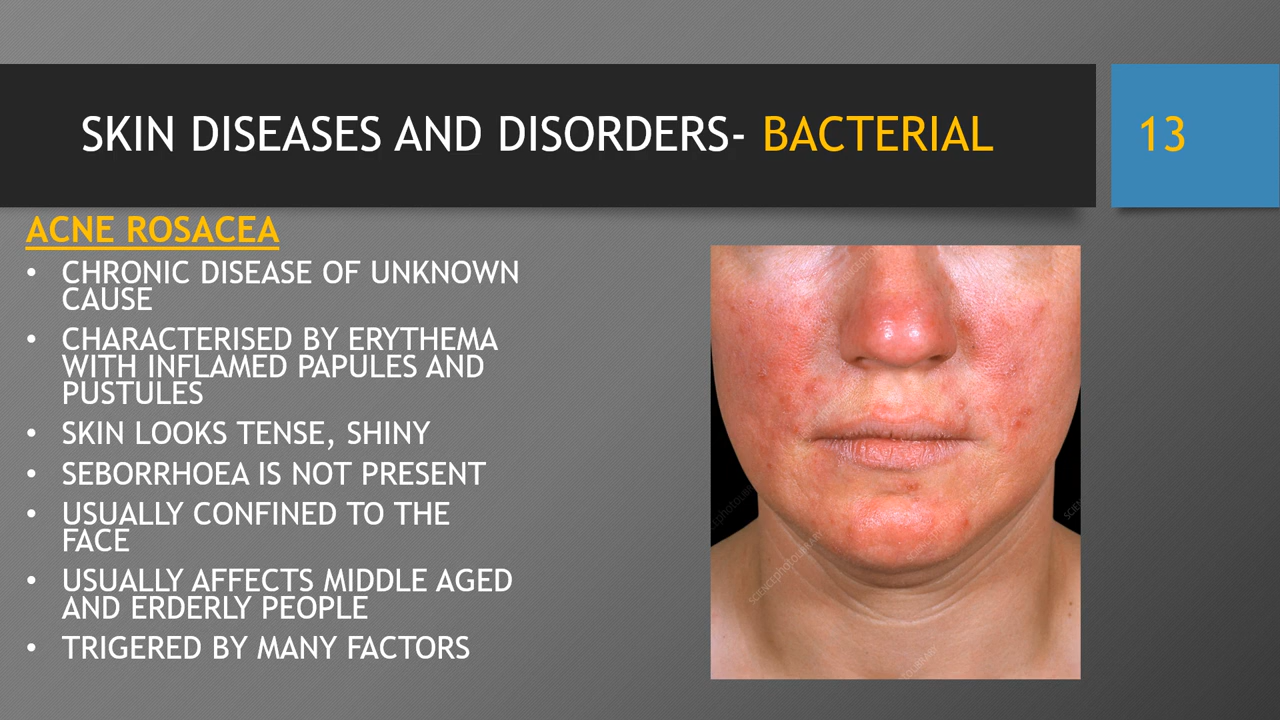 SKIN DISEASES AND DISORDERS- BACTERIAL
13
ACNE ROSACEA
• CHRONIC DISEASE OF UNKNOWN
CAUSE
• CHARACTERISED BY ERYTHEMA
WITH INFLAMED PAPULES AND
PUSTULES
• SKIN LOOKS TENSE, SHINY
• SEBORRHOEA IS NOT PRESENT
• USUALLY CONFINED TO THE
FACE
• USUALLY AFFECTS MIDDLE AGED
AND ERDERLY PEOPLE
• TRIGERED BY MANY FACTORS